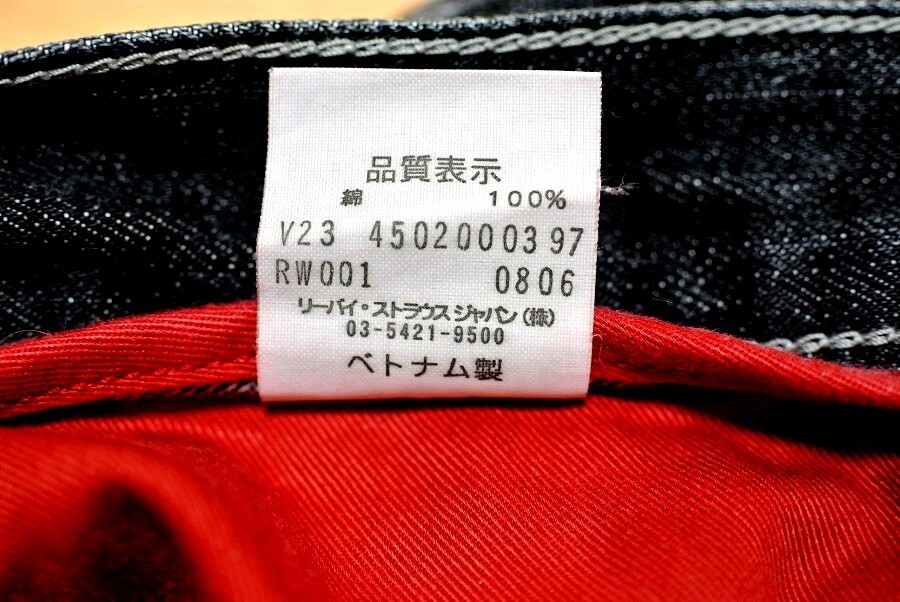 品質表示
綿 100%
V23 4502000397
RW001 0806
リーバイ・ストラウスジャパン(株)
03-5421-9500
ベトナム製